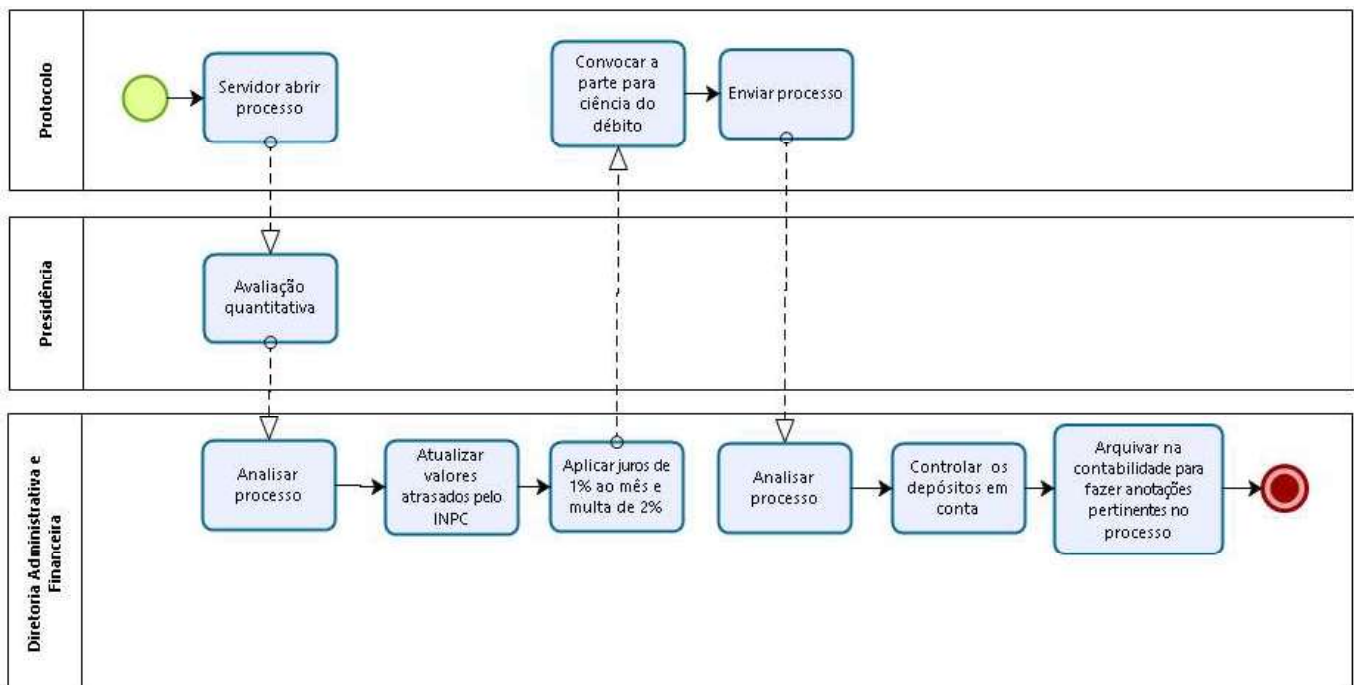 Protocolo
Servidor abrir
processo
Convocar a
parte para
ciência do
débito
Enviar processo
Presidência
Avaliação
quantitativa
Diretoria Administrativa e
Financeira
Analisar
processo
Atualizar
valores
atrasados pelo
INPC
Aplicar juros de
1% ao mês e
multa de 2%
Analisar
processo
Controlar os
depósitos em
conta
Arquivar na
contabilidade para
fazer anotações
pertinentes no
processo